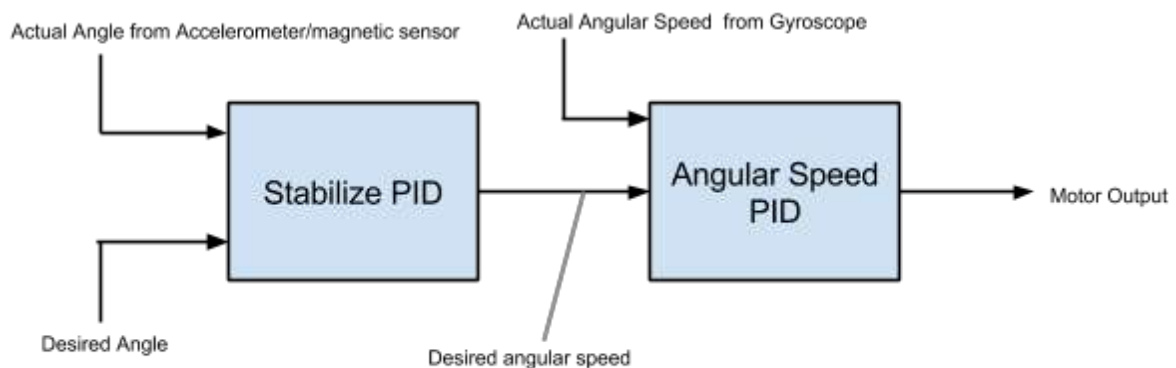 Actual Angle from Accelerometer/magnetic sensor
Actual Angular Speed from Gyroscope
Stabilize PID
Angular Speed
PID
Motor Output
Desired Angle
Desired angular speed